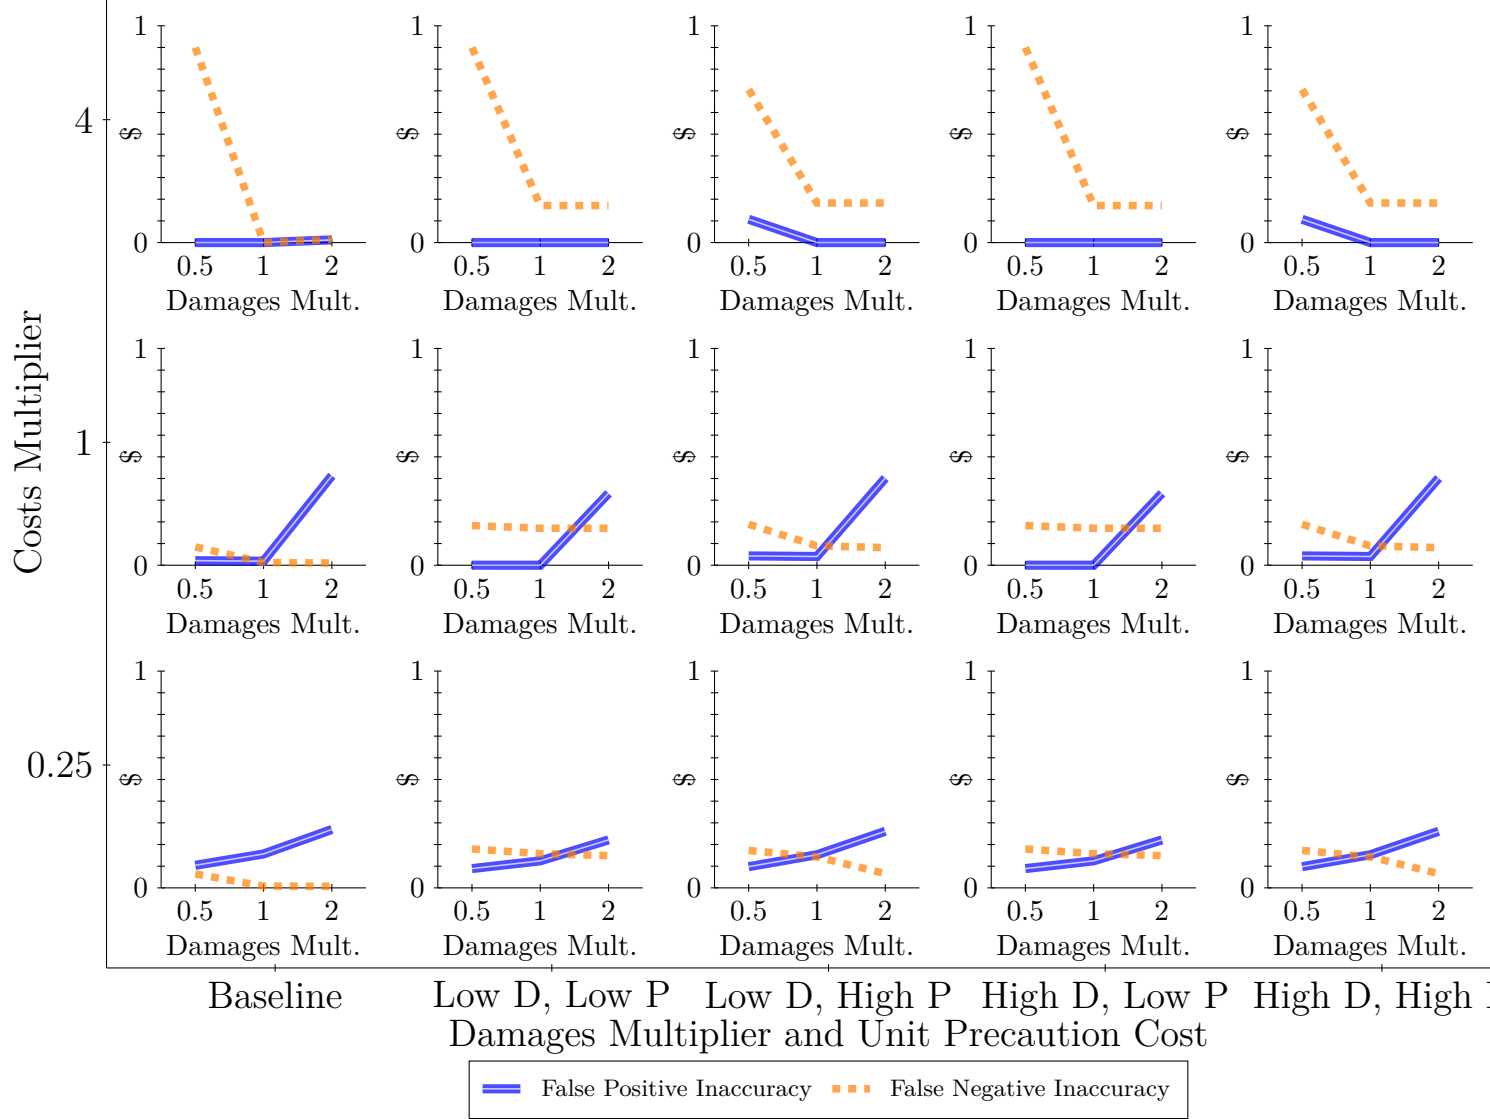 Costs Multiplier
4
1
$
0
0.5 1 2
Damages Mult.
1
$
0
0.5 1 2
Damages Mult.
1
$
0
0.5 1 2
Damages Mult.
1
$
0
0.5 1 2
Damages Mult.
1
$
0
0.5 1 2
Damages Mult.
1
1
$
0
0.5 1 2
Damages Mult.
1
$
0
0.5 1 2
Damages Mult.
1
$
0
0.5 1 2
Damages Mult.
1
$
0
0.5 1 2
Damages Mult.
1
$
0
0.5 1 2
Damages Mult.
0.25
1
$
0
0.5 1 2
Damages Mult.
1
$
0
0.5 1 2
Damages Mult.
1
$
0
0.5 1 2
Damages Mult.
1
$
0
0.5 1 2
Damages Mult.
1
$
0
0.5 1 2
Damages Mult.
Baseline
Low D, Low P
Low D, High P
High D, Low P
High D, High
Damages Multiplier and Unit Precaution Cost
False Positive Inaccuracy
False Negative Inaccuracy